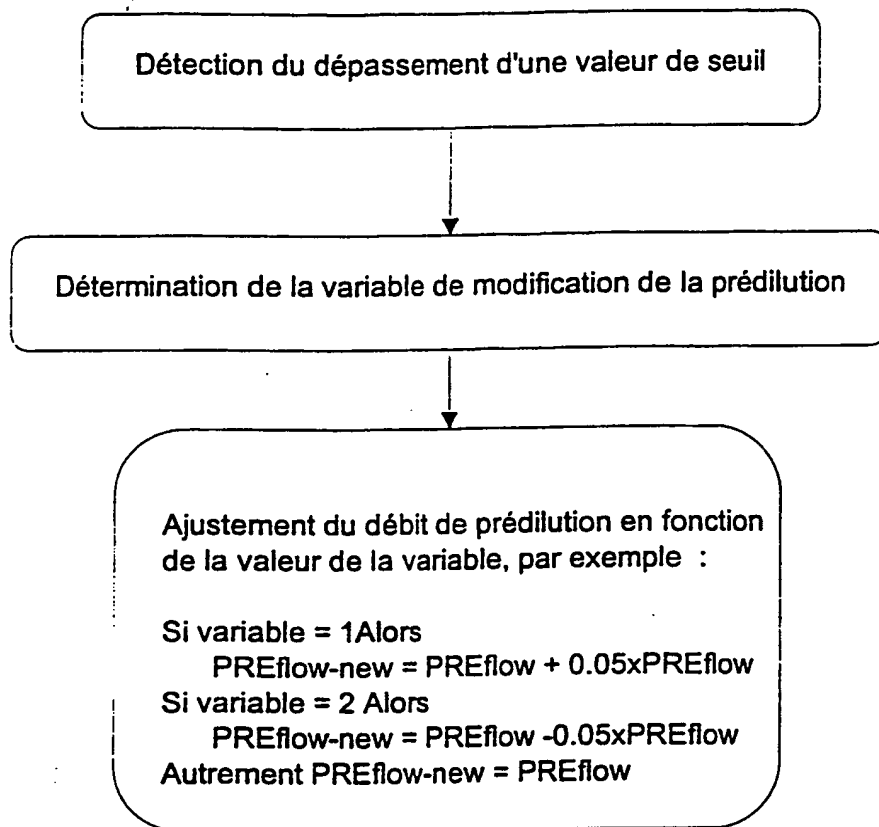 Détection du dépassement d'une valeur de seuil
Détermination de la variable de modification de la prédilution
Ajustement du débit de prédilution en fonction
de la valeur de la variable, par exemple :
Si variable = 1Alors
PREflow-new = PREflow + 0.05xPREflow
Si variable = 2 Alors
PREflow-new = PREflow -0.05xPREflow
Autrement PREflow-new = PREflow